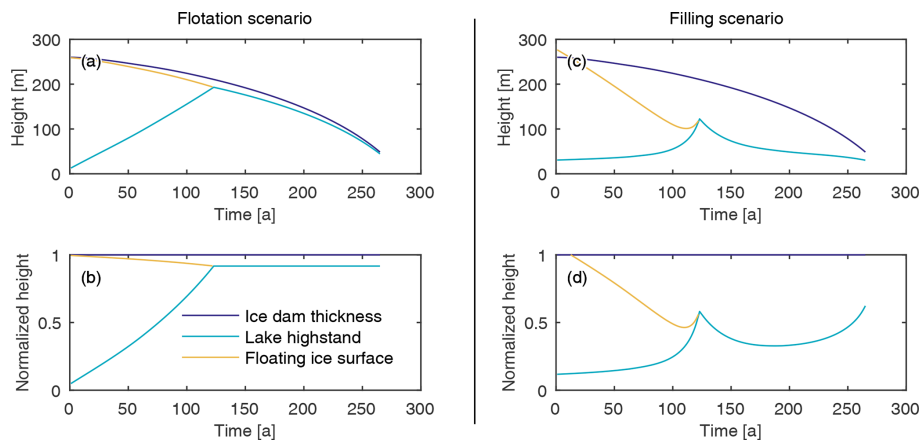 Flotation scenario
Filling scenario
300
200
100
0
Height [m]
(a)
0 50 100 150 200 250 300
Time [a]
300
200
100
0
Height [m]
(c)
0 50 100 150 200 250 300
Time [a]
1
0.5
0
Normalized height
(b)
Ice dam thickness
Lake highstand
Floating ice surface
0 50 100 150 200 250 300
Time [a]
1
0.5
0
Normalized height
(d)
0 50 100 150 200 250 300
Time [a]